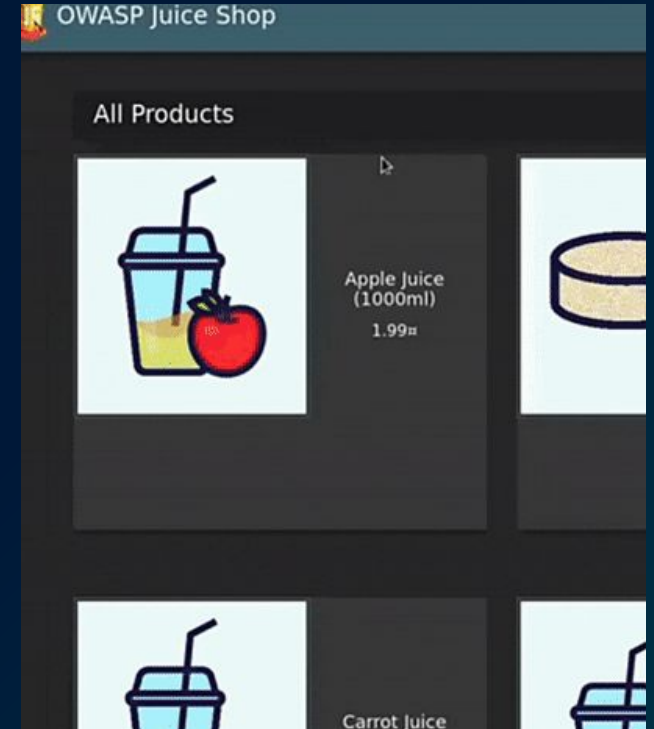 OWASP Juice Shop
All Products
Apple Juice
(1000ml)
1.99¤
Carrot Juice